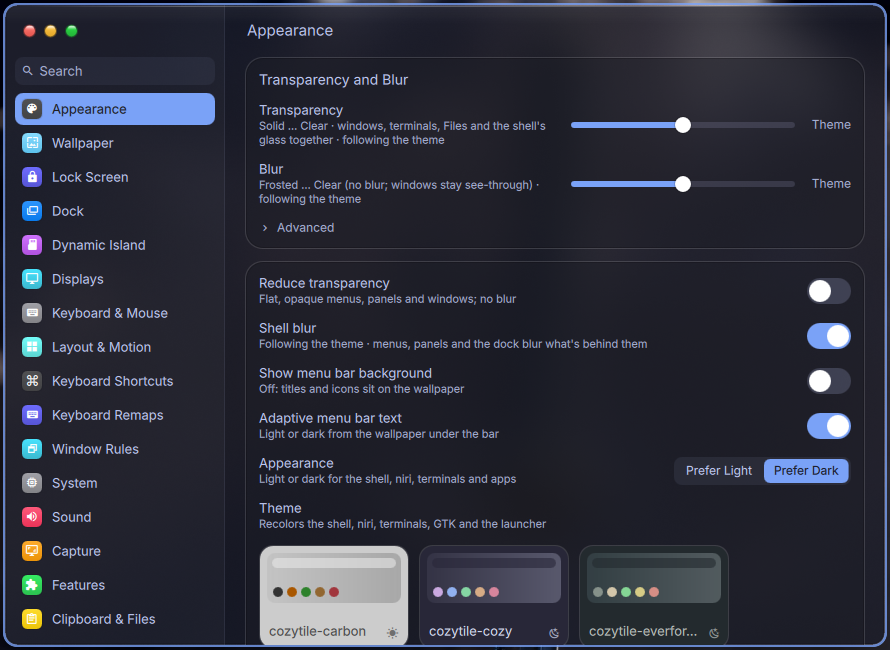 Appearance
Search
Appearance
Wallpaper
Lock Screen
Dock
Dynamic Island
Displays
Keyboard & Mouse
Layout & Motion
Keyboard Shortcuts
Keyboard Remaps
Window Rules
System
Sound
Capture
Features
Clipboard & Files
Transparency and Blur
Transparency
Solid ... Clear · windows, terminals, Files and the shell's
glass together · following the theme
Theme
Blur
Frosted ... Clear (no blur; windows stay see-through) ·
following the theme
Theme
Advanced
Reduce transparency
Flat, opaque menus, panels and windows; no blur
Shell blur
Following the theme · menus, panels and the dock blur what's behind them
Show menu bar background
Off: titles and icons sit on the wallpaper
Adaptive menu bar text
Light or dark from the wallpaper under the bar
Appearance
Light or dark for the shell, niri, terminals and apps
Prefer Light
Prefer Dark
Theme
Recolors the shell, niri, terminals, GTK and the launcher
cozytile-carbon
cozytile-cozy
cozytile-everfor...